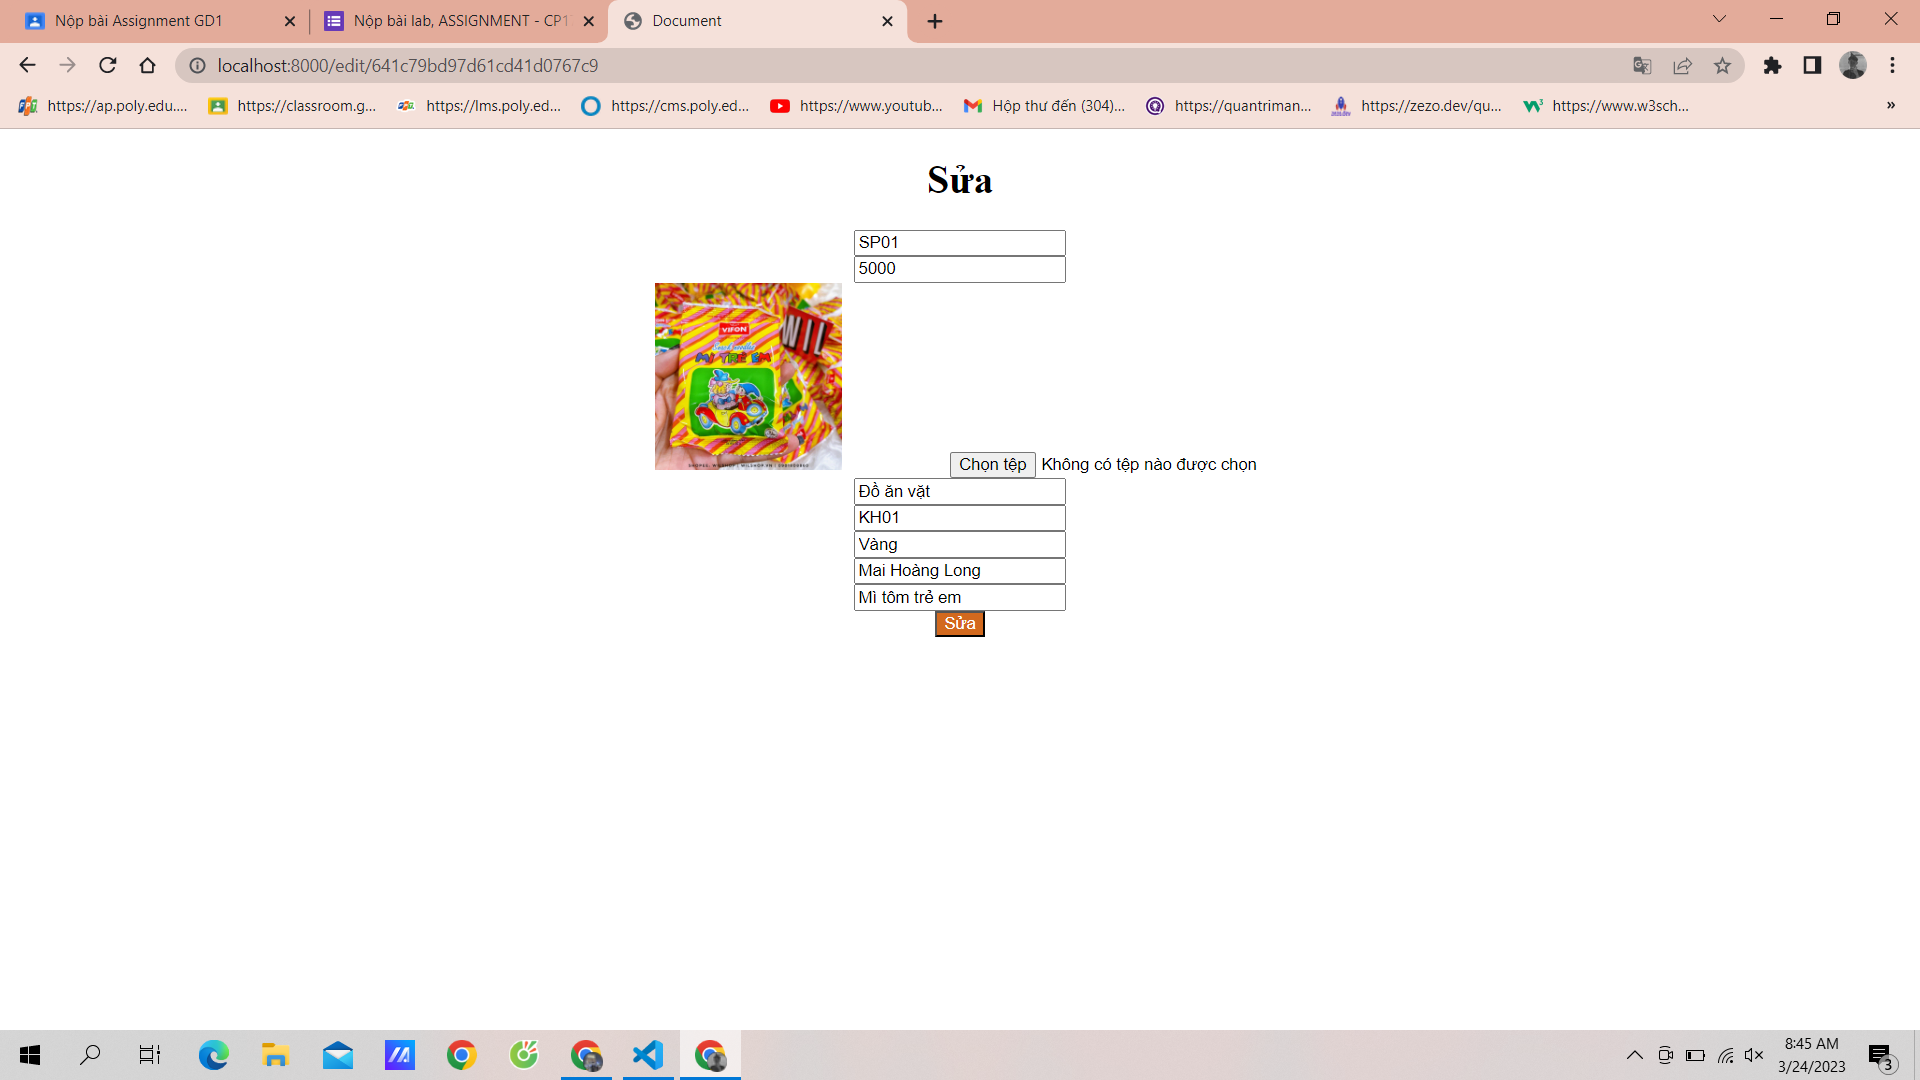 Nộp bài Assignment GD1
Nộp bài lab, ASSIGNMENT - CP1
Document
localhost:8000/edit/641c79bd97d61cd41d0767c9
https://ap.poly.edu....
https://classroom.g...
https://lms.poly.ed...
https://cms.poly.ed...
https://www.youtub...
Hộp thư đến (304)...
https://quantriman...
https://zezo.dev/qu...
https://www.w3sch...
»
Sửa
SP01
5000
VIFON
Snack noodles
MÌ TRẺ EM
WIL
Chọn tệp Không có tệp nào được chọn
Đồ ăn vặt
KH01
Vàng
Mai Hoàng Long
Mì tôm trẻ em
Sửa
8:45 AM
3/24/2023
3